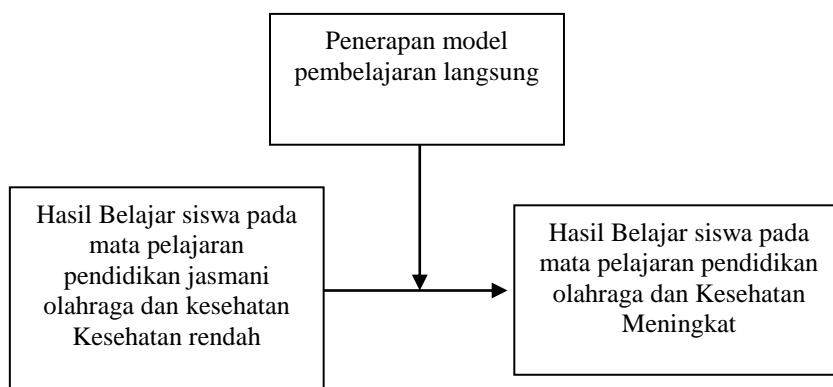 Penerapan model
pembelajaran langsung
Hasil Belajar siswa pada
mata pelajaran
pendidikan jasmani
olahraga dan kesehatan
Kesehatan rendah
Hasil Belajar siswa pada
mata pelajaran pendidikan
olahraga dan Kesehatan
Meningkat